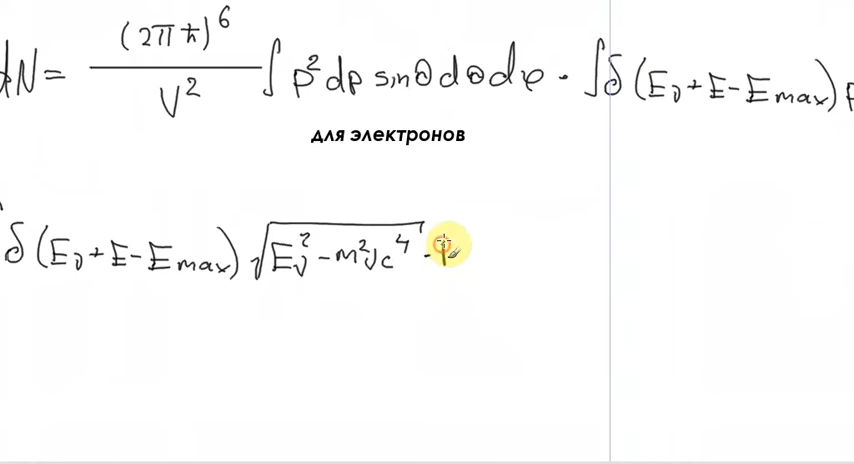 dN = (2πħ)^6 / V^2 ∫ p^2 dp sinθ dθ dφ · ∫ δ (E_ν + E - E_max) p
для электронов
δ (E_ν + E - E_max) √(E_ν^2 - m_ν^2 c^4) ·